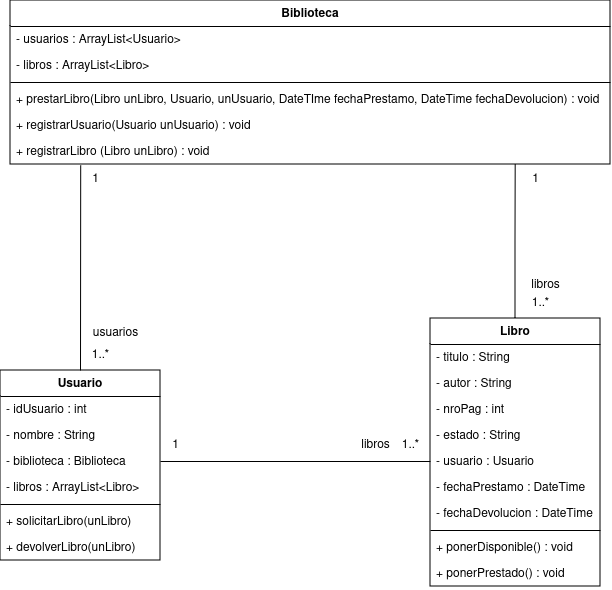 Biblioteca
- usuarios : ArrayList<Usuario>
- libros : ArrayList<Libro>
+ prestarLibro(Libro unLibro, Usuario, unUsuario, DateTIme fechaPrestamo, DateTime fechaDevolucion) : void
+ registrarUsuario(Usuario unUsuario) : void
+ registrarLibro (Libro unLibro) : void
1
1
usuarios
1..*
libros
1..*
Usuario
- idUsuario : int
- nombre : String
- biblioteca : Biblioteca
- libros : ArrayList<Libro>
+ solicitarLibro(unLibro)
+ devolverLibro(unLibro)
1
libros 1..*
Libro
- titulo : String
- autor : String
- nroPag : int
- estado : String
- usuario : Usuario
- fechaPrestamo : DateTime
- fechaDevolucion : DateTime
+ ponerDisponible() : void
+ ponerPrestado() : void